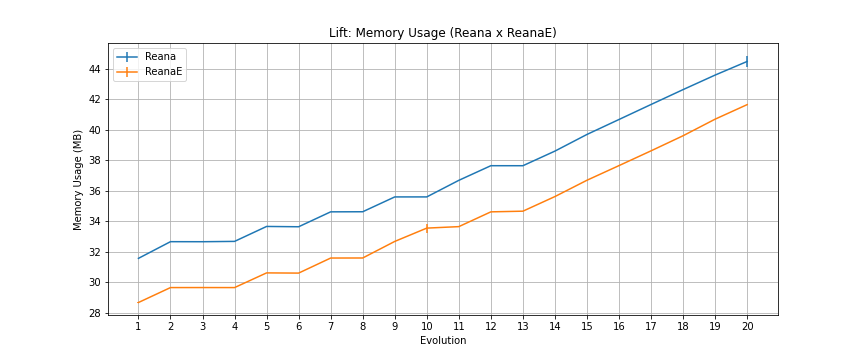 Lift: Memory Usage (Reana x ReanaE)
Reana
ReanaE
Memory Usage (MB)
44
42
40
38
36
34
32
30
28
1 2 3 4 5 6 7 8 9 10 11 12 13 14 15 16 17 18 19 20
Evolution